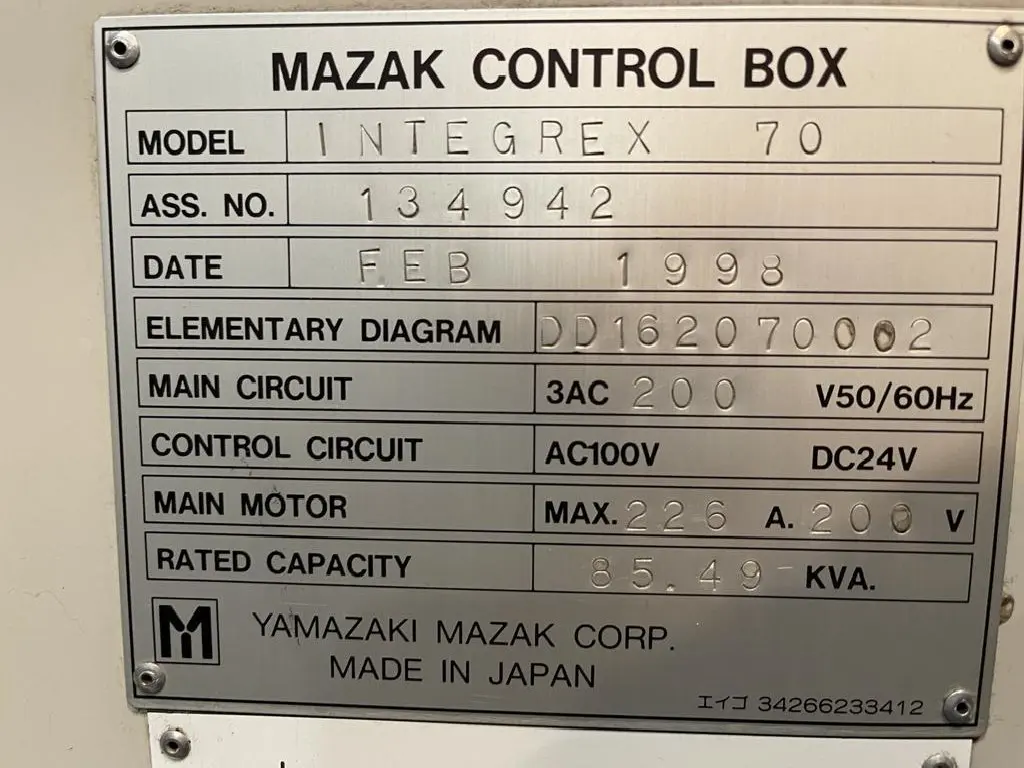 MAZAK CONTROL BOX
MODEL INTEGREX 70
ASS. NO. 134942
DATE FEB 1998
ELEMENTARY DIAGRAM DD162070002
MAIN CIRCUIT 3AC 200 V50/60Hz
CONTROL CIRCUIT AC100V DC24V
MAIN MOTOR MAX. 226 A. 200 V
RATED CAPACITY 85.49 KVA.
YAMAZAKI MAZAK CORP.
MADE IN JAPAN
エイコ 34266233412